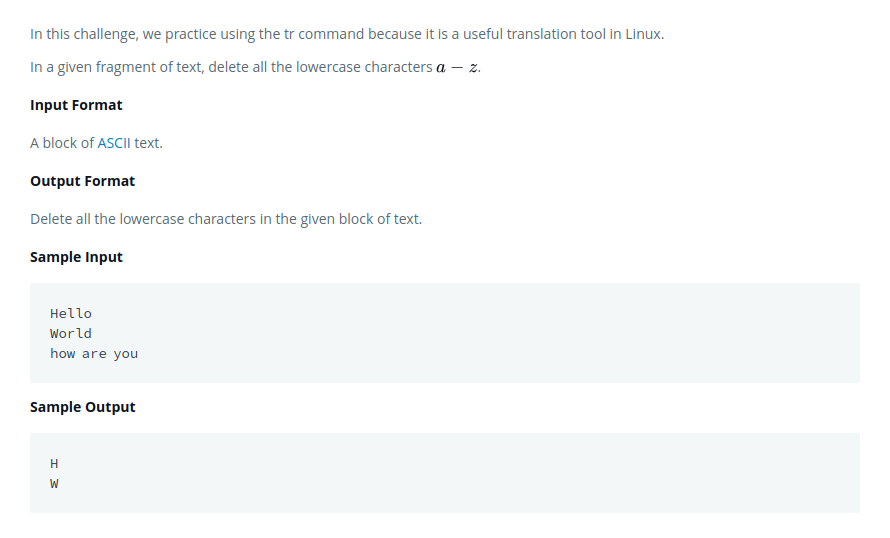 In this challenge, we practice using the tr command because it is a useful translation tool in Linux.
In a given fragment of text, delete all the lowercase characters a − z.
Input Format
A block of ASCII text.
Output Format
Delete all the lowercase characters in the given block of text.
Sample Input
Hello
World
how are you
Sample Output
H
W